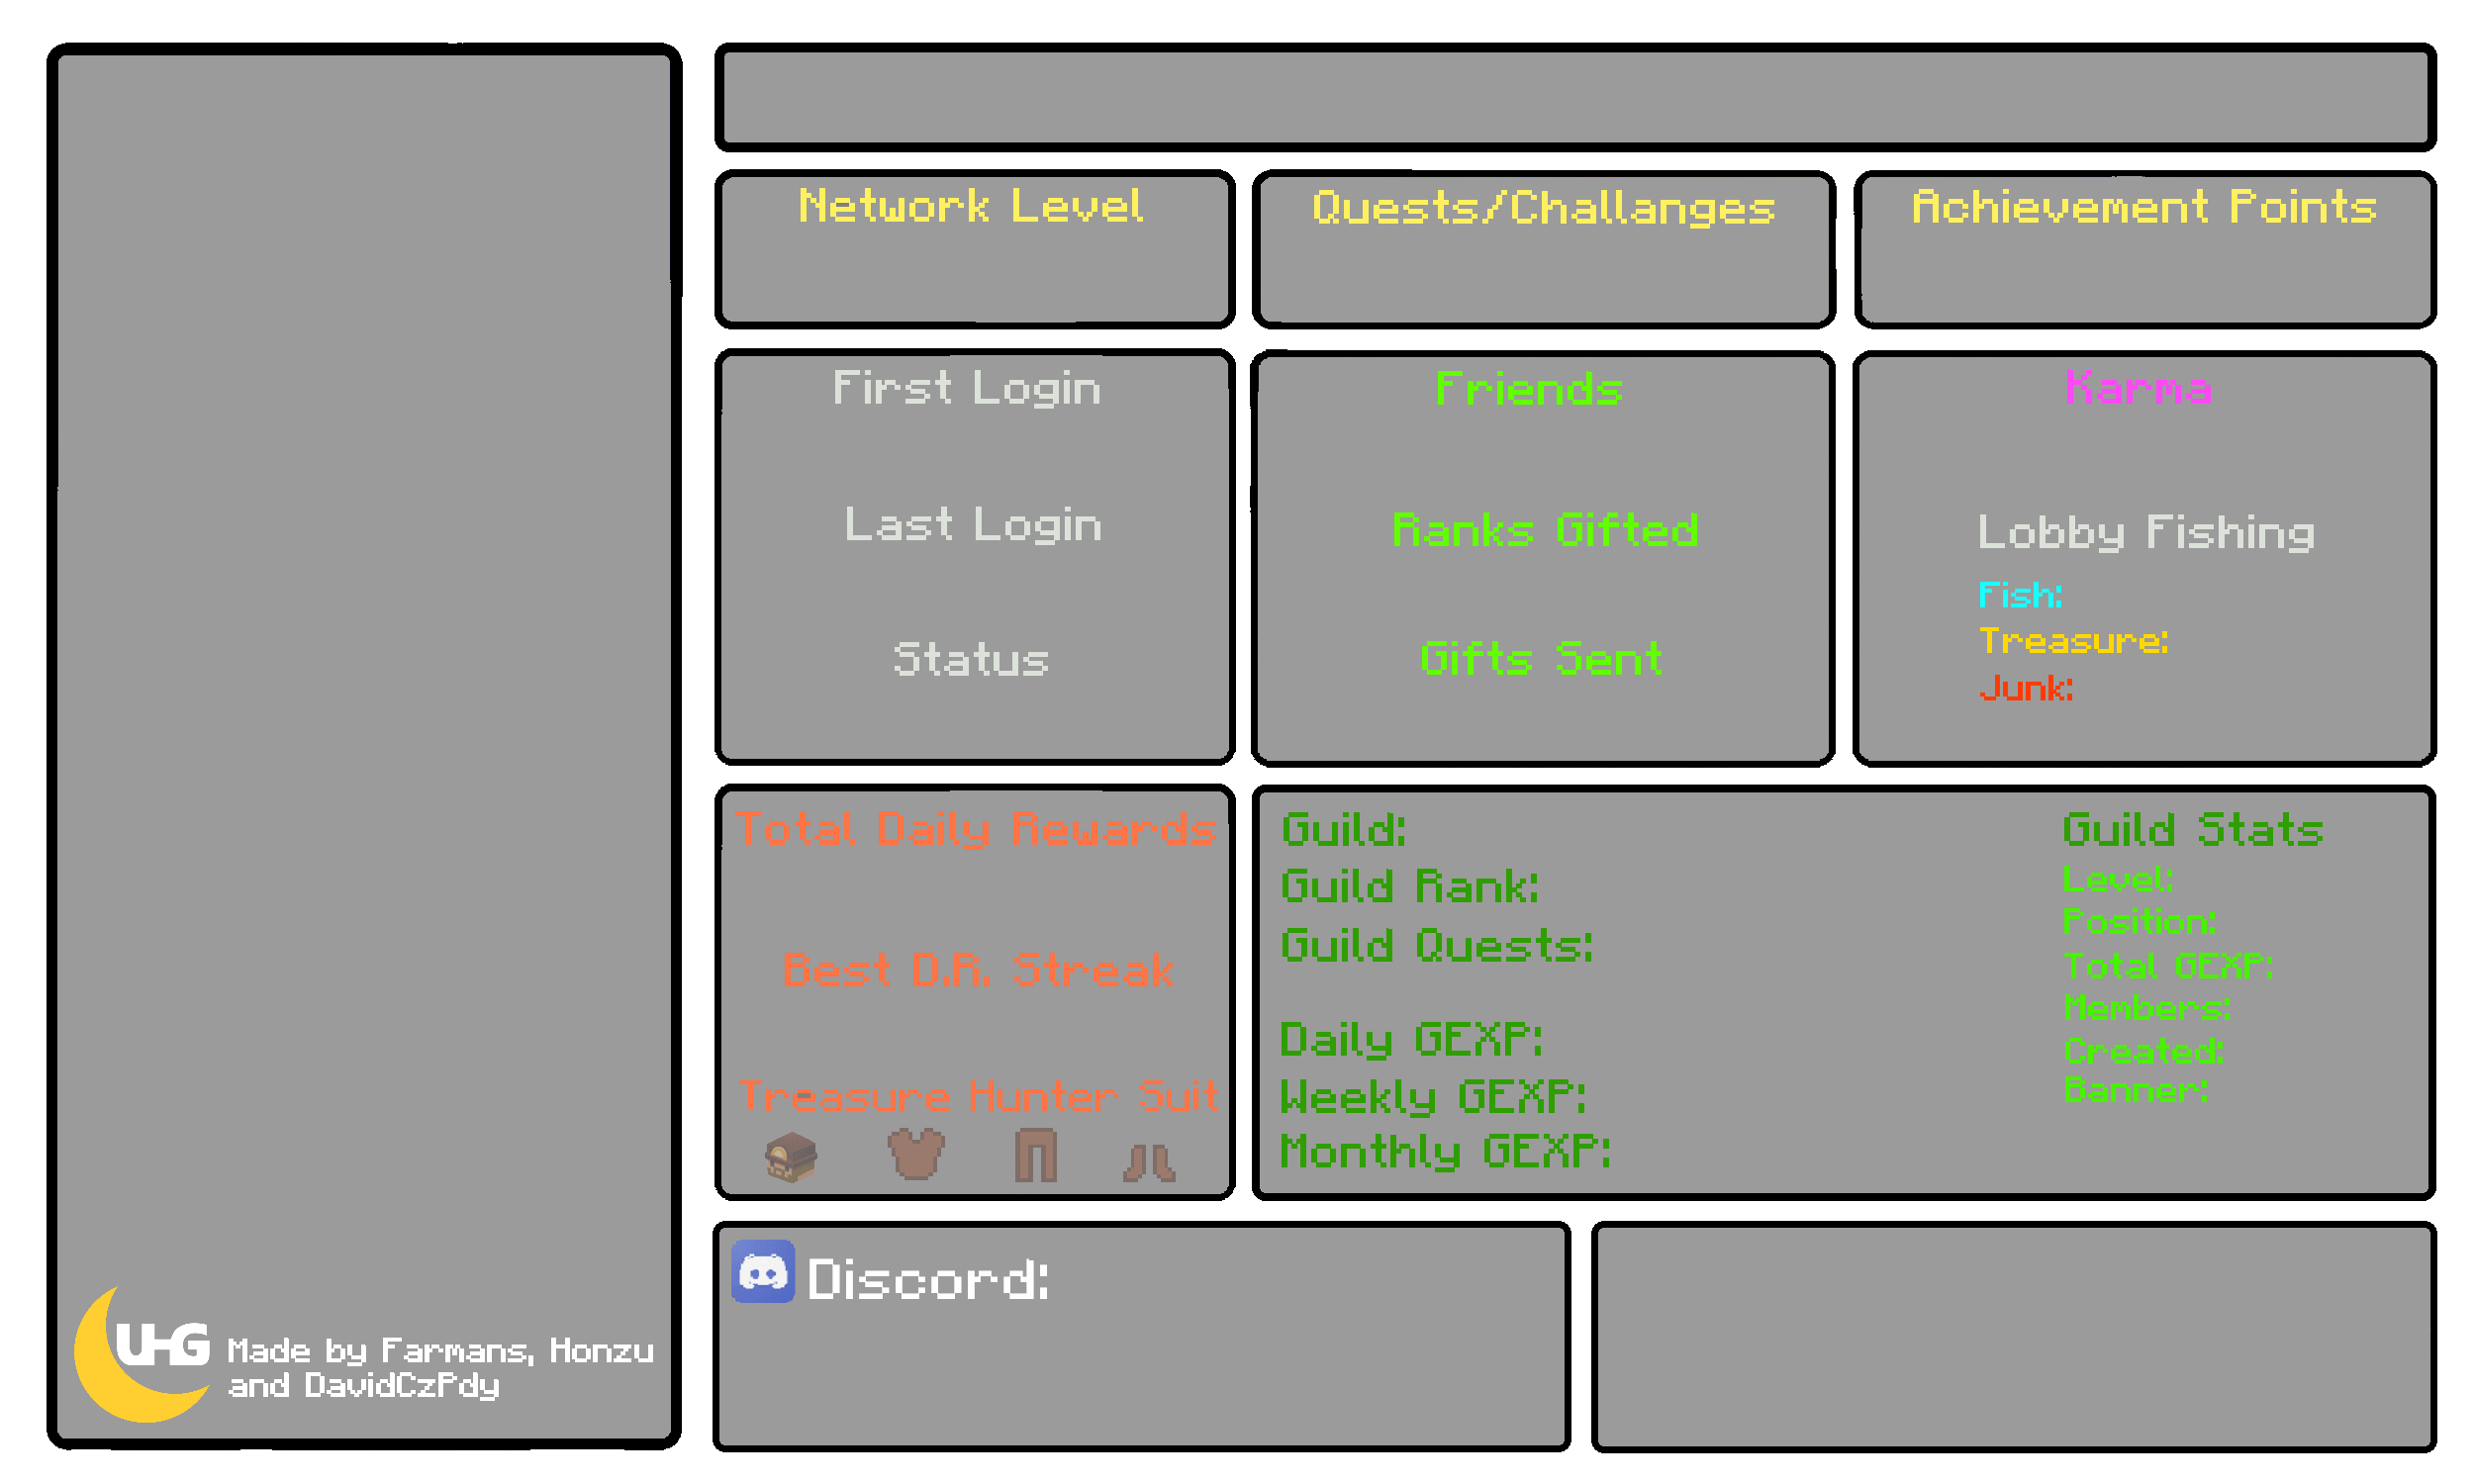 Network Level
Quests/Challanges
Achievement Points
First Login
Last Login
Status
Friends
Ranks Gifted
Gifts Sent
Karma
Lobby Fishing
Fish:
Treasure:
Junk:
Total Daily Rewards
Best D.R. Streak
Treasure Hunter Suit
Guild:
Guild Rank:
Guild Quests:
Daily GEXP:
Weekly GEXP:
Monthly GEXP:
Guild Stats
Level:
Position:
Total GEXP:
Members:
Created:
Banner:
Discord:
UHG
Made by Farmans, Honzu
and DavidCzPdy